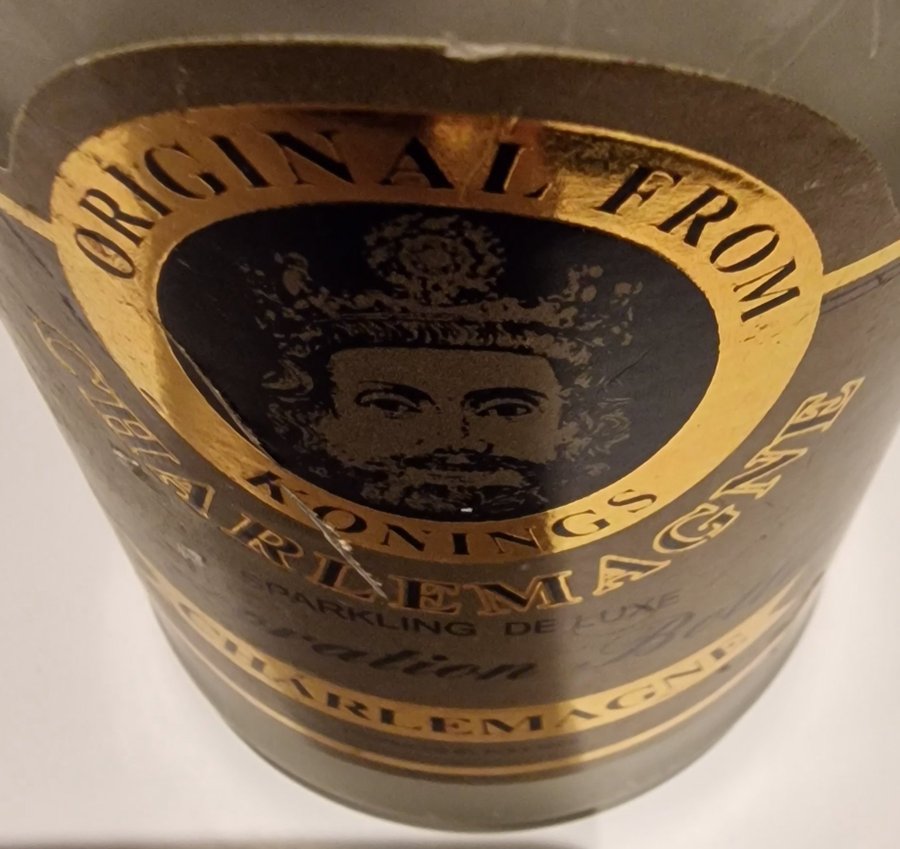 ORIGINAL FROM
KONINGS
CHARLEMAGNE
SPARKLING DE LUXE
CHARLEMAGNE